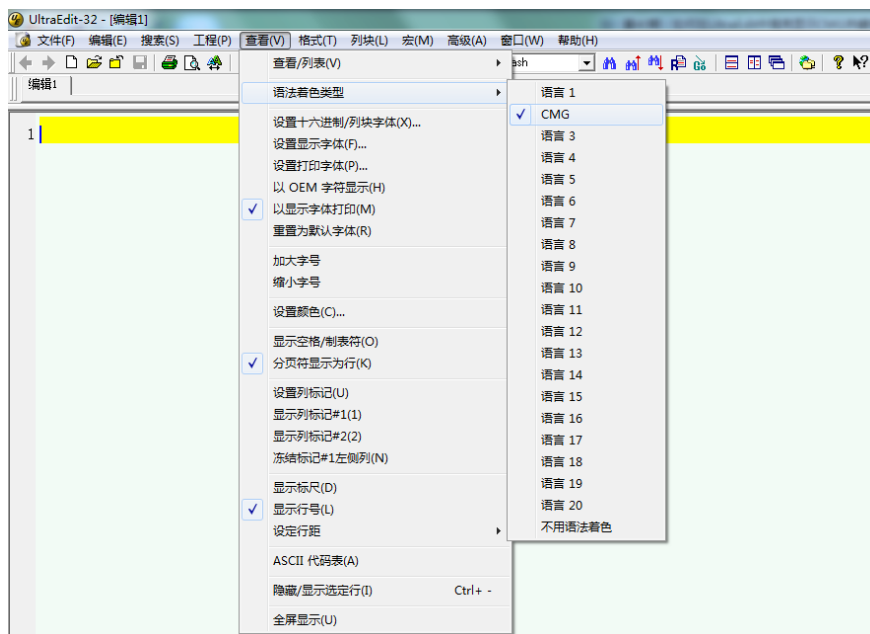 UltraEdit-32 - [编辑1]
文件(F) 编辑(E) 搜索(S) 工程(P) 查看(V) 格式(T) 列块(L) 宏(M) 高级(A) 窗口(W) 帮助(H)
编辑1
1
查看/列表(V)
语法着色类型
设置十六进制/列块字体(X)...
设置显示字体(F)...
设置打印字体(P)...
以 OEM 字符显示(H)
以显示字体打印(M)
重置为默认字体(R)
加大字号
缩小字号
设置颜色(C)...
显示空格/制表符(O)
分页符显示为行(K)
设置列标记(U)
显示列标记#1(1)
显示列标记#2(2)
冻结标记#1左侧列(N)
显示标尺(D)
显示行号(L)
设定行距
ASCII 代码表(A)
隐藏/显示选定行(I) Ctrl+ -
全屏显示(U)
语言 1
CMG
语言 3
语言 4
语言 5
语言 6
语言 7
语言 8
语言 9
语言 10
语言 11
语言 12
语言 13
语言 14
语言 15
语言 16
语言 17
语言 18
语言 19
语言 20
不用语法着色